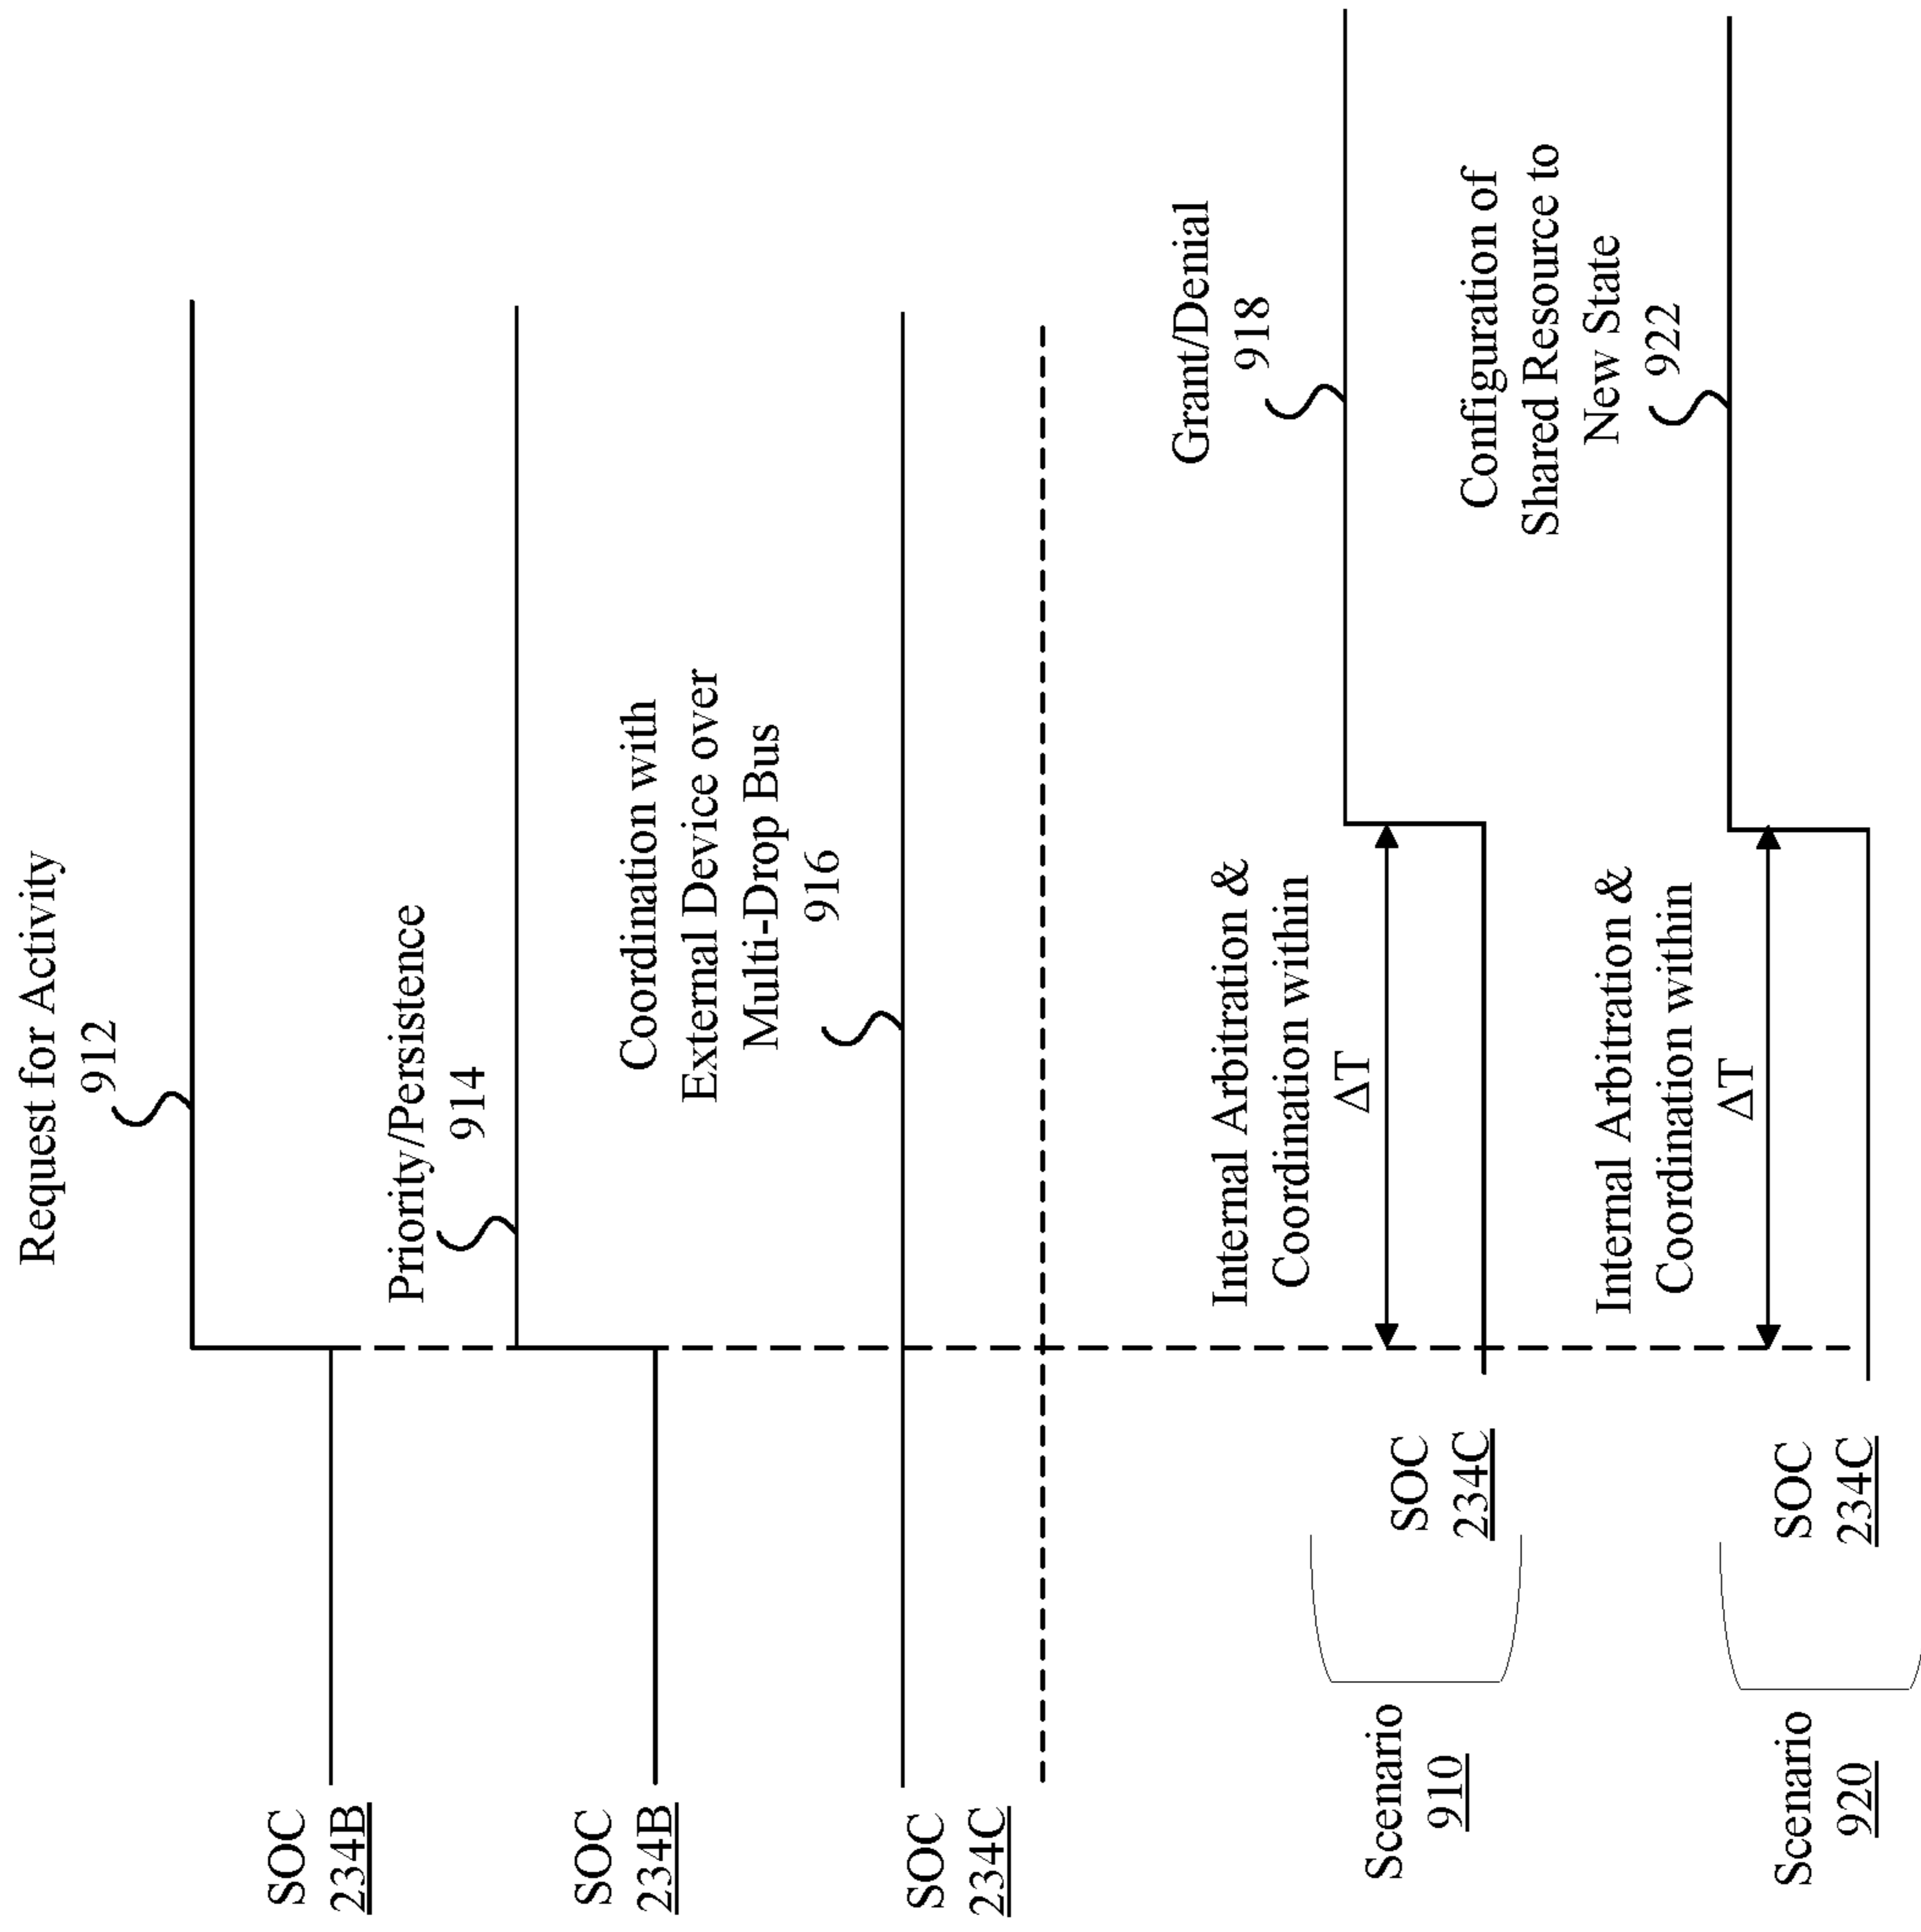 Request for Activity
912
SOC
234B
Priority/Persistence
914
SOC
234B
Coordination with
External Device over
Multi-Drop Bus
916
SOC
234C
Grant/Denial
918
Internal Arbitration &
Coordination within
ΔT
SOC
234C
Scenario
910
Configuration of
Shared Resource to
New State
922
Internal Arbitration &
Coordination within
ΔT
SOC
234C
Scenario
920